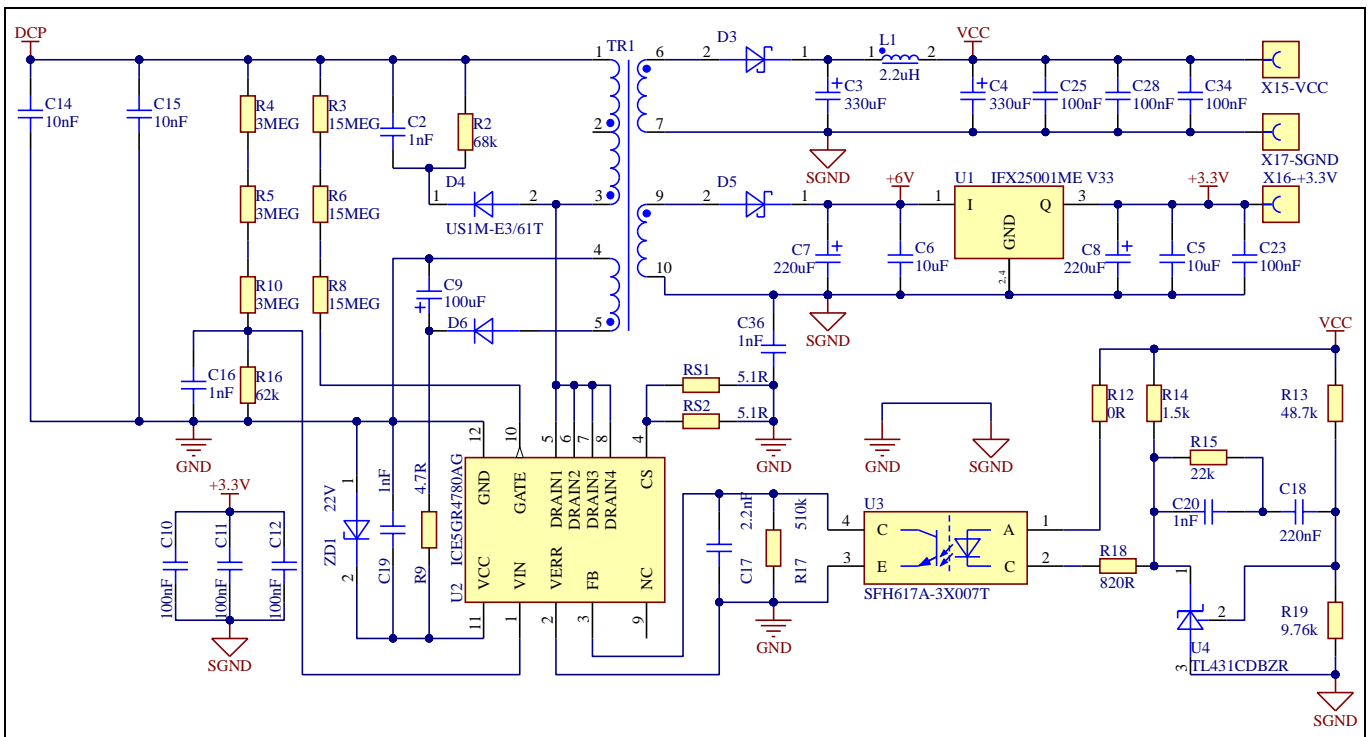 DCP
C14
10nF
C15
10nF
R4
3MEG
R3
15MEG
C2
1nF
R2
68k
R5
3MEG
R6
15MEG
R10
3MEG
R8
15MEG
D4
1
2
US1M-E3/61T
C9
100uF
D6
TR1
1
2
3
4
5
6
7
9
10
D3
2
1
L1
1
2
2.2uH
VCC
C3
330uF
C4
330uF
C25
100nF
C28
100nF
C34
100nF
X15-VCC
X17-SGND
SGND
D5
2
1
+6V
U1
IFX25001ME V33
I
Q
GND
1
3
2, 4
+3.3V
X16-+3.3V
C7
220uF
C6
10uF
C8
220uF
C5
10uF
C23
100nF
SGND
C36
1nF
RS1
5.1R
RS2
5.1R
GND
C16
1nF
R16
62k
GND
+3.3V
C10
100nF
C11
100nF
C12
100nF
SGND
ZD1
22V
1
2
C19
1nF
R9
4.7R
U2
ICE5GR4780AG
12
10
5
6
7
8
4
GND
GATE
DRAIN1
DRAIN2
DRAIN3
DRAIN4
CS
VCC
VIN
VERR
FB
NC
11
1
2
3
9
C17
2.2nF
R17
510k
GND
GND
SGND
U3
4
3
C
E
A
C
1
2
SFH617A-3X007T
VCC
R12
0R
R14
1.5k
R13
48.7k
R15
22k
C20
1nF
C18
220nF
R18
820R
R19
9.76k
1
2
3
U4
TL431CDBZR
SGND